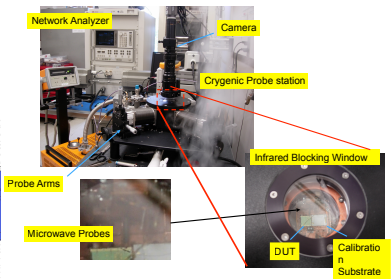 Network Analyzer
Camera
Crygenic Probe station
Infrared Blocking Window
Probe Arms
Microwave Probes
DUT
Calibratio
n
Substrate